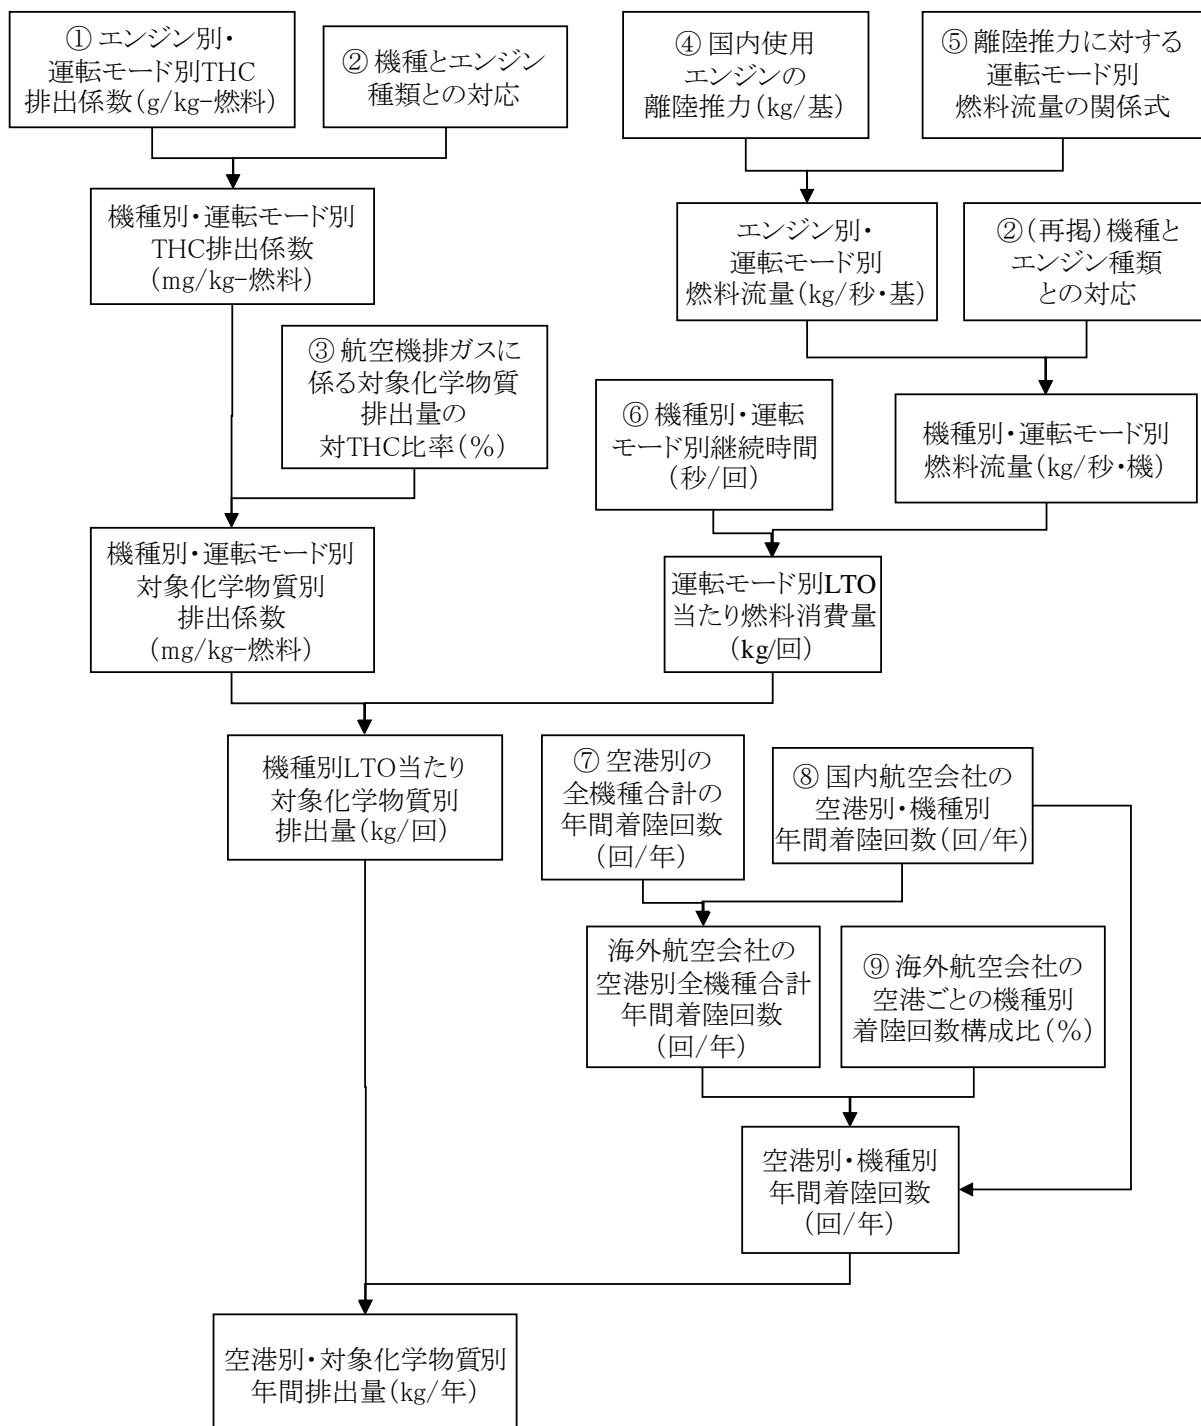 ① エンジン別・
運転モード別THC
排出係数(g/kg-燃料)
② 機種とエンジン
種類との対応
④ 国内使用
エンジンの
離陸推力(kg/基)
⑤ 離陸推力に対する
運転モード別
燃料流量の関係式
機種別・運転モード別
THC排出係数
(mg/kg-燃料)
エンジン別・
運転モード別
燃料流量(kg/秒・基)
②(再掲)機種と
エンジン種類
との対応
③ 航空機排ガスに
係る対象化学物質
排出量の
対THC比率(%)
⑥ 機種別・運転
モード別継続時間
(秒/回)
機種別・運転モード別
燃料流量(kg/秒・機)
機種別・運転モード別
対象化学物質別
排出係数
(mg/kg-燃料)
運転モード別LTO
当たり燃料消費量
(kg/回)
機種別LTO当たり
対象化学物質別
排出量(kg/回)
⑦ 空港別の
全機種合計の
年間着陸回数
(回/年)
⑧ 国内航空会社の
空港別・機種別
年間着陸回数(回/年)
海外航空会社の
空港別全機種合計
年間着陸回数
(回/年)
⑨ 海外航空会社の
空港ごとの機種別
着陸回数構成比(%)
空港別・機種別
年間着陸回数
(回/年)
空港別・対象化学物質別
年間排出量(kg/年)